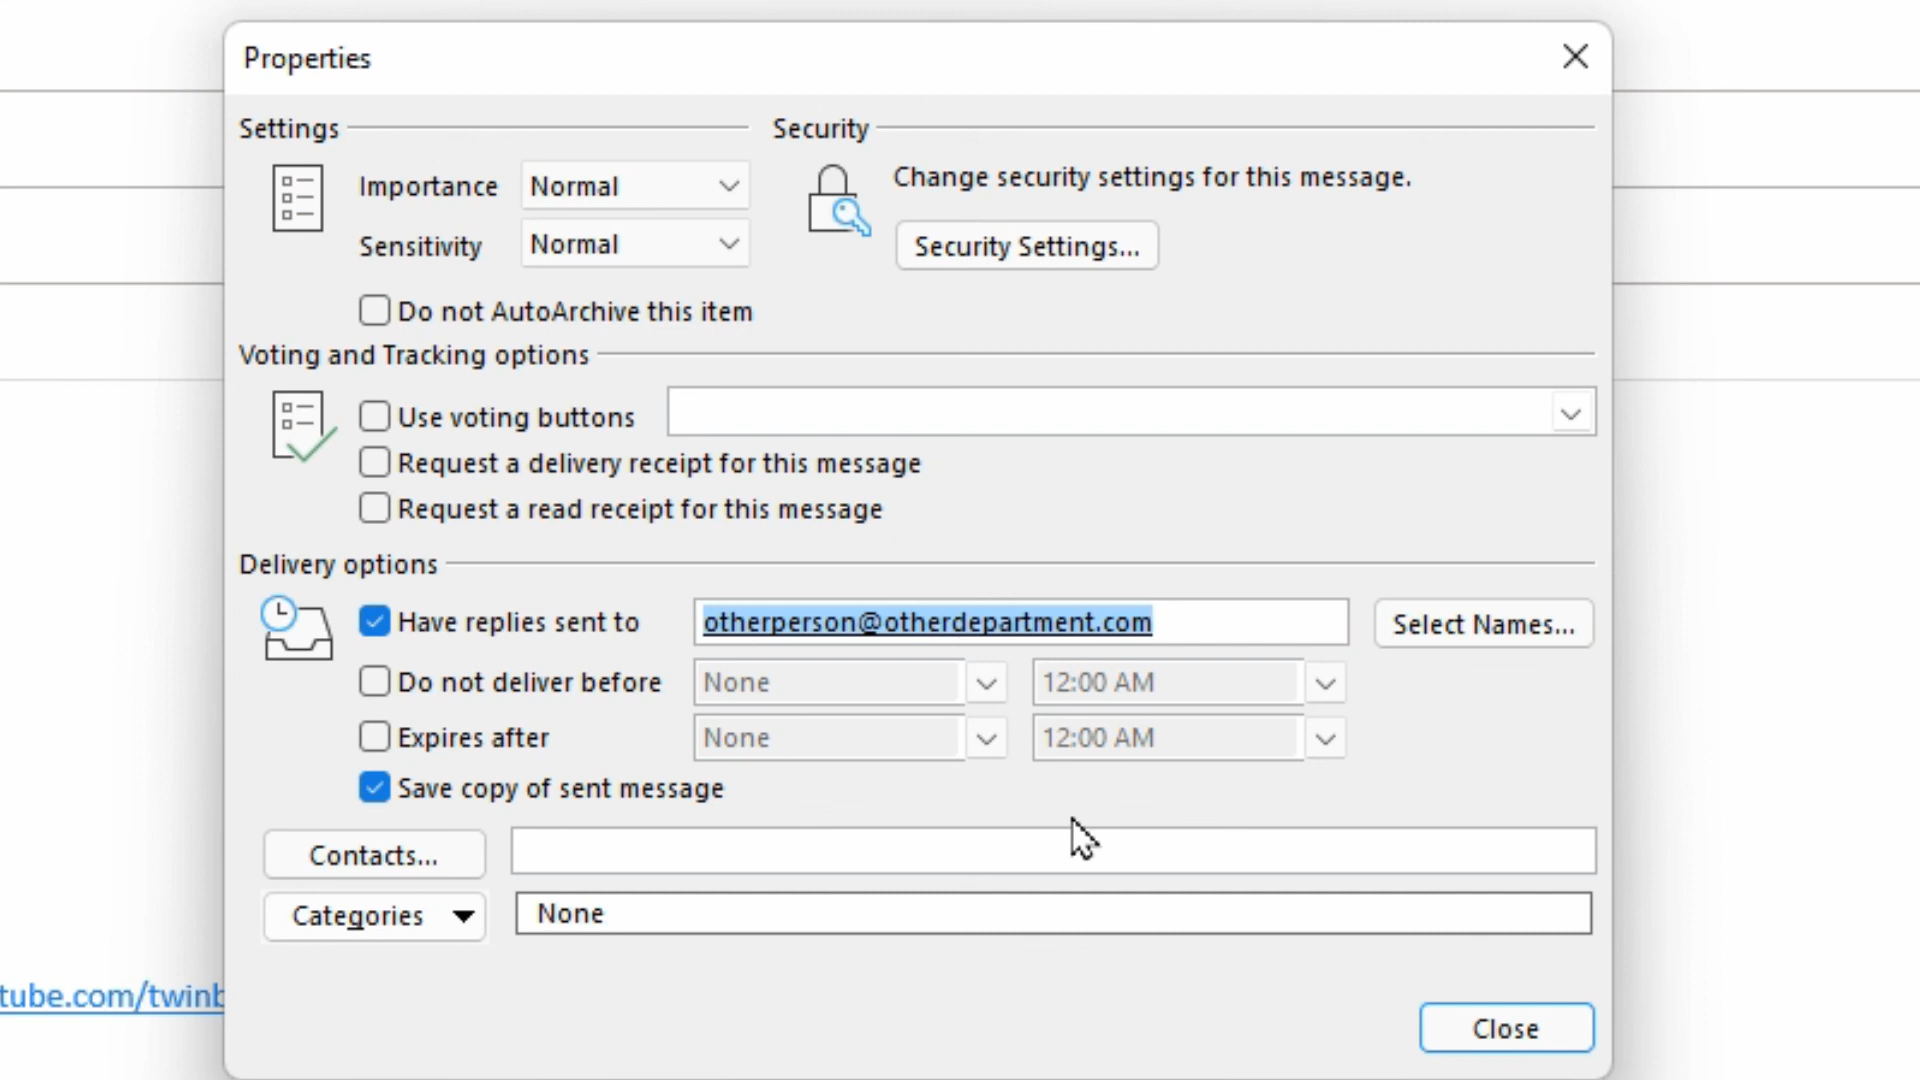 Properties
Settings
Security
Importance Normal
Change security settings for this message.
Sensitivity Normal
Security Settings...
Do not AutoArchive this item
Voting and Tracking options
Use voting buttons
Request a delivery receipt for this message
Request a read receipt for this message
Delivery options
Have replies sent to otherperson@otherdepartment.com Select Names...
Do not deliver before None 12:00 AM
Expires after None 12:00 AM
Save copy of sent message
Contacts...
Categories None
tube.com/twinb
Close